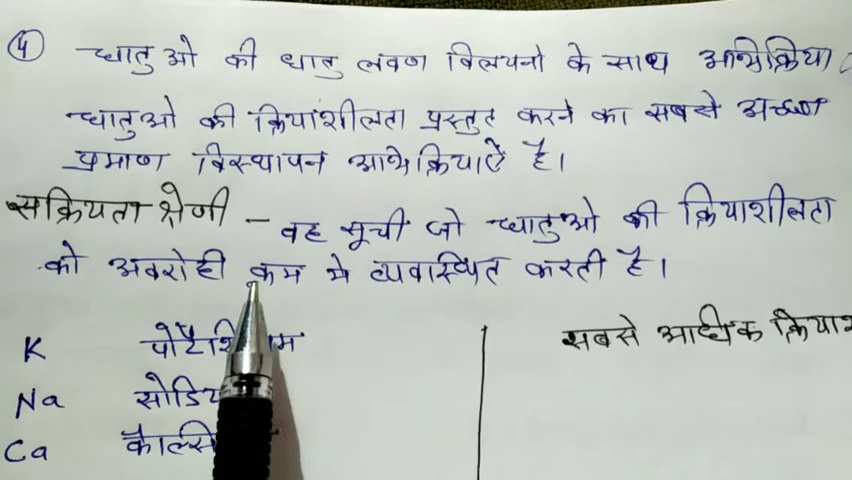 ④ धातुओ की धातु लवण विलयनो के साथ अभिक्रिया
धातुओ की क्रियाशीलता प्रस्तुत करने का सबसे अच्छा
प्रमाण विस्थापन अभिक्रियाऐं है।
सक्रियता श्रेणी – वह सूची जो धातुओ की क्रियाशीलता
को अवरोही क्रम मे व्यवस्थित करती है।
सबसे अधिक
K
Na
Ca